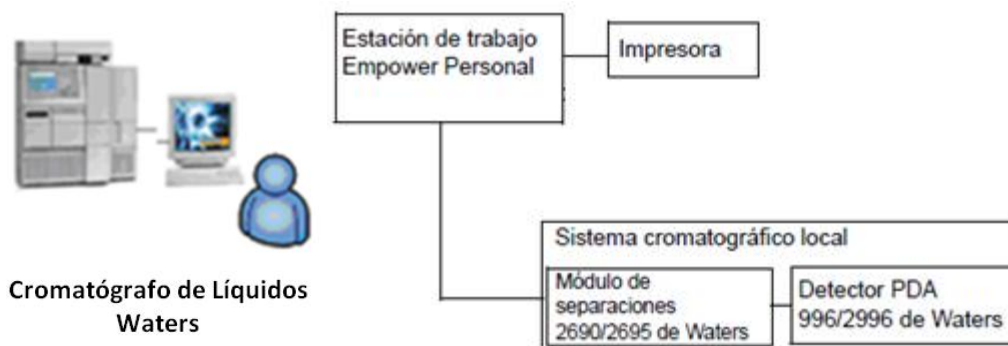 Estación de trabajo
Empower Personal
Impresora
Sistema cromatográfico local
Módulo de
separaciones
2690/2695 de Waters
Detector PDA
996/2996 de Waters
Cromatógrafo de Líquidos
Waters